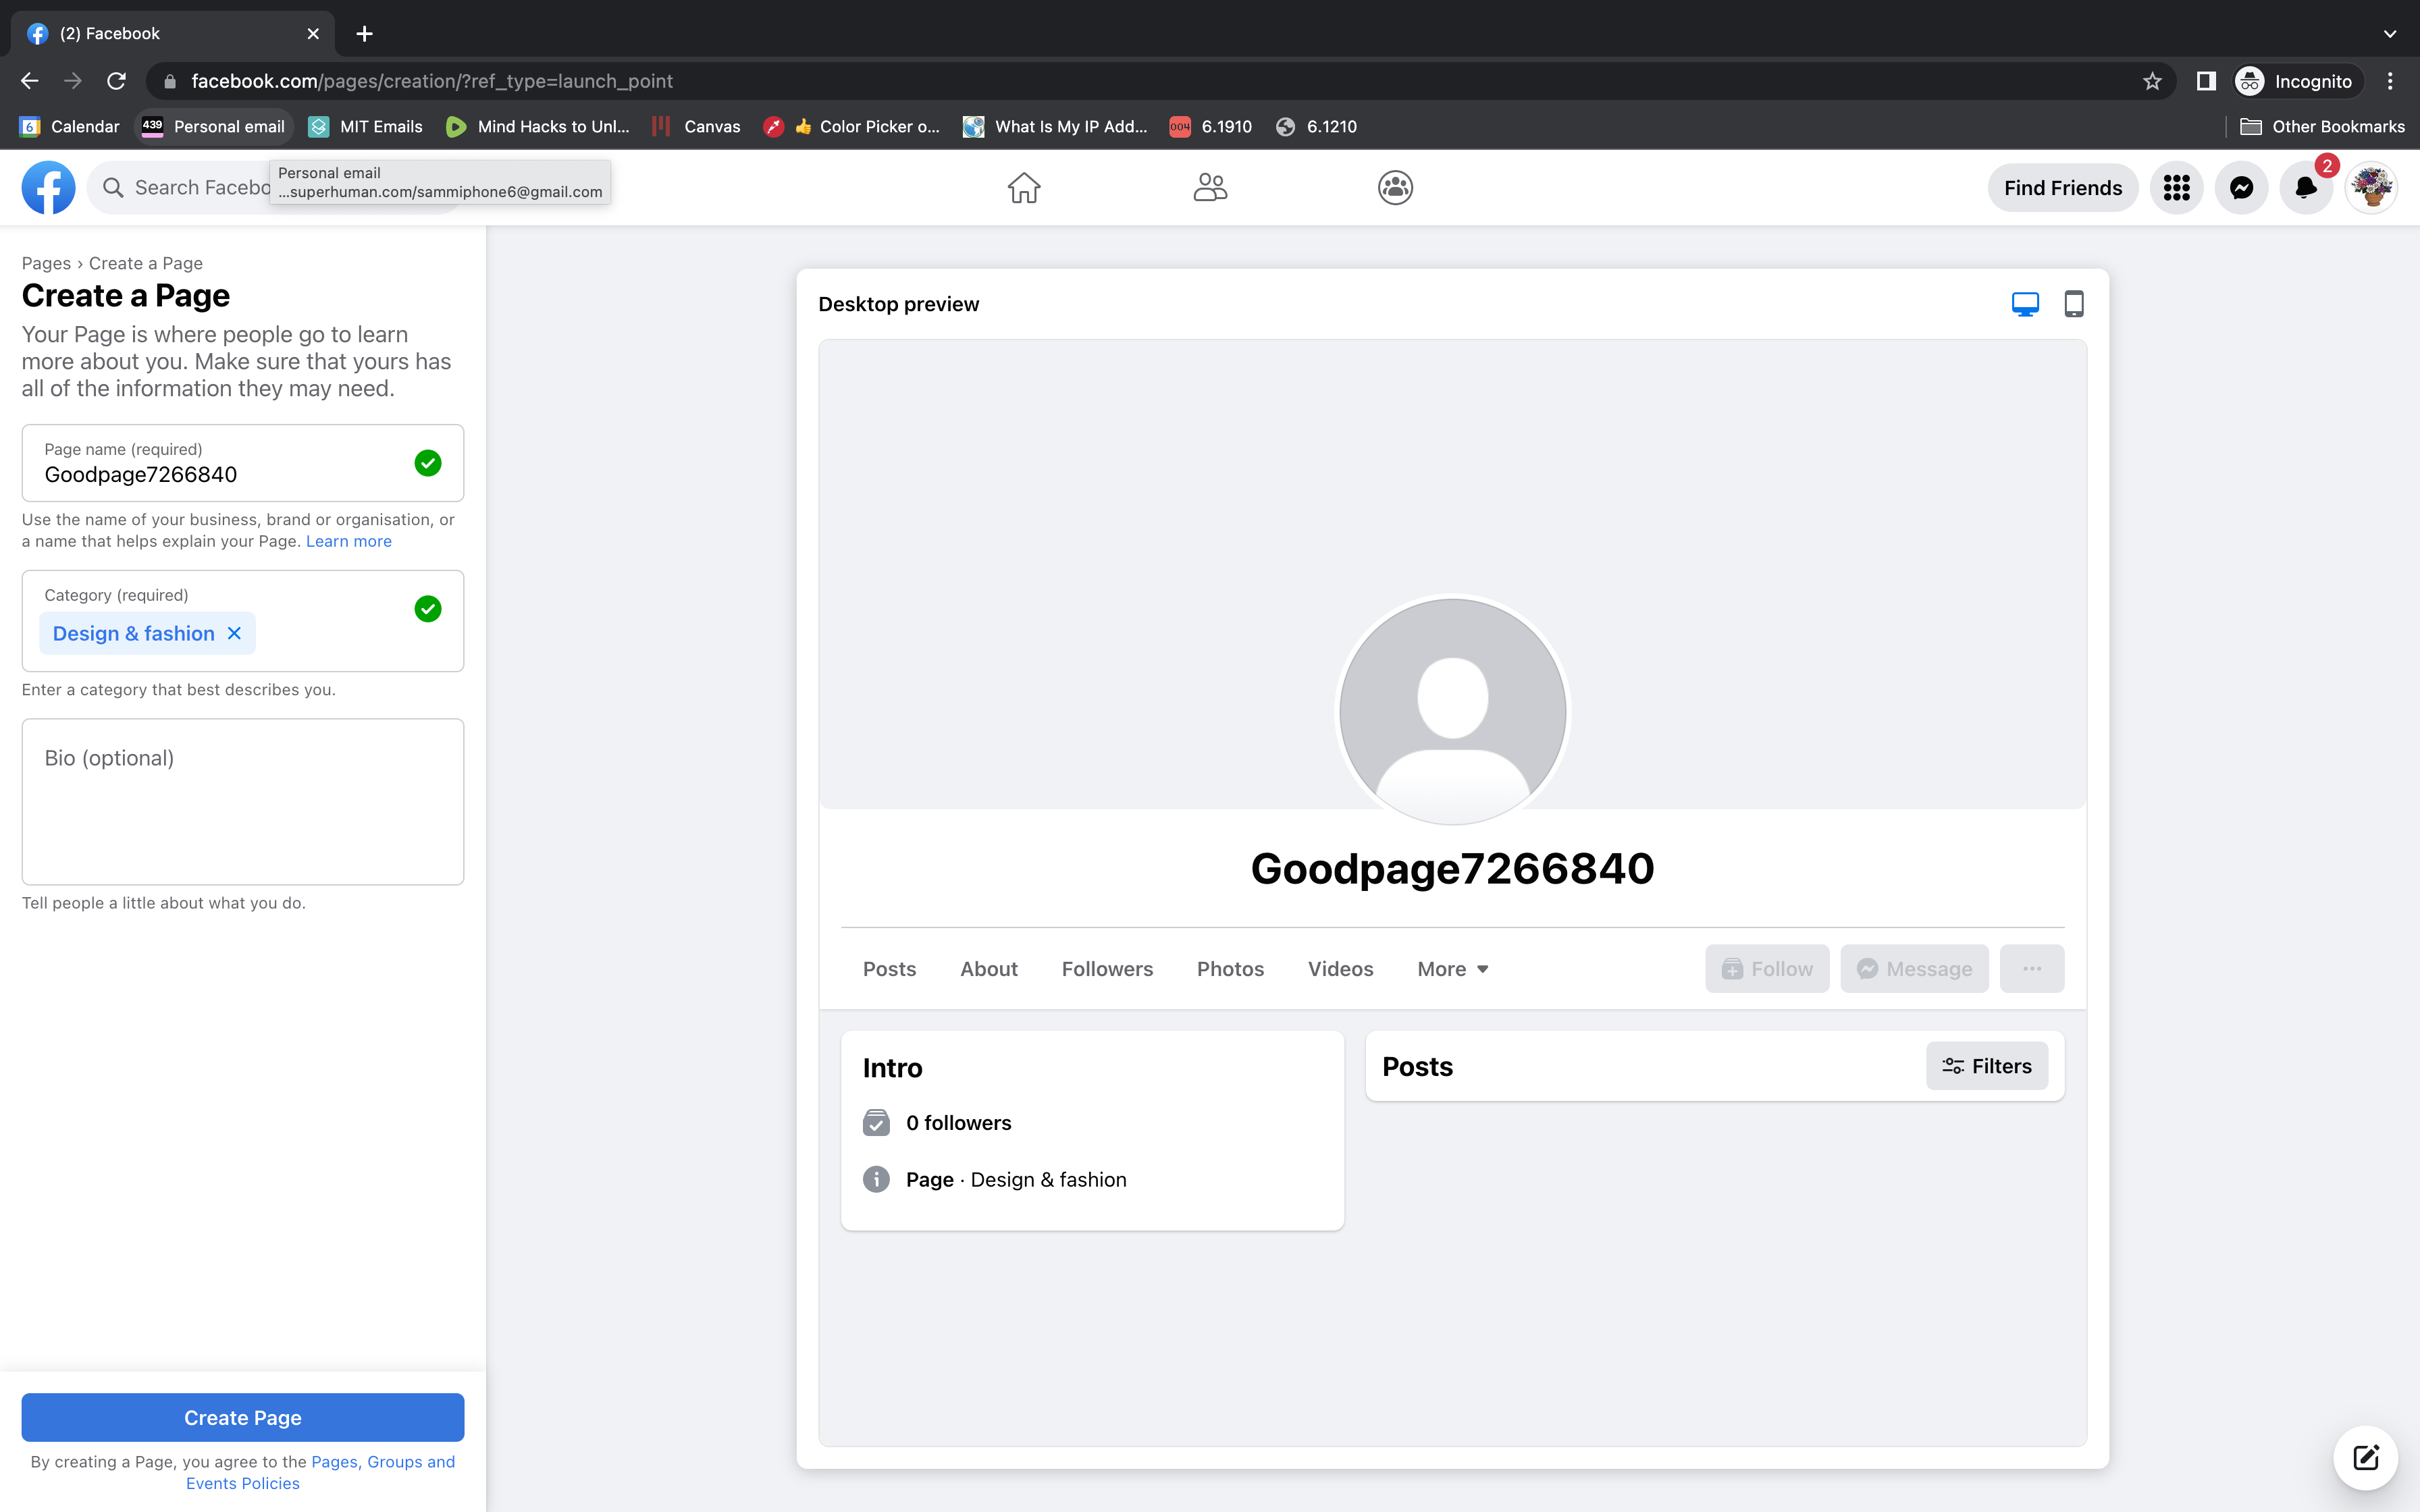 (2) Facebook
facebook.com/pages/creation/?ref_type=launch_point
Incognito
6 Calendar
439 Personal email
MIT Emails
Mind Hacks to Unl...
Canvas
👍 Color Picker o...
What Is My IP Add...
004 6.1910
6.1210
Other Bookmarks
Search Facebo
Personal email
...superhuman.com/sammiphone6@gmail.com
Find Friends
2
Pages › Create a Page
Create a Page
Your Page is where people go to learn
more about you. Make sure that yours has
all of the information they may need.
Page name (required)
Goodpage7266840
Use the name of your business, brand or organisation, or
a name that helps explain your Page. Learn more
Category (required)
Design & fashion
Enter a category that best describes you.
Bio (optional)
Tell people a little about what you do.
Create Page
By creating a Page, you agree to the Pages, Groups and
Events Policies
Desktop preview
Goodpage7266840
Posts About Followers Photos Videos More
Follow Message
Intro
0 followers
Page · Design & fashion
Posts
Filters